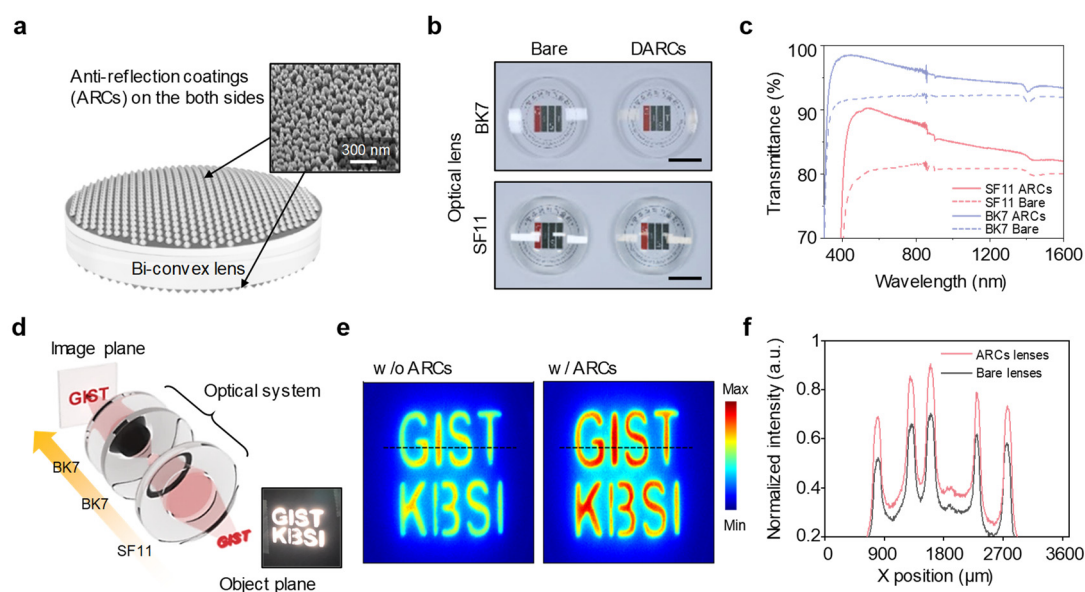 a
Anti-reflection coatings
(ARCs) on the both sides
300 nm
Bi-convex lens
b
Bare DARCs
Optical lens
BK7
SF11
c
Transmittance (%)
100
90
80
70
SF11 ARCs
SF11 Bare
BK7 ARCs
BK7 Bare
400 800 1200 1600
Wavelength (nm)
d
Image plane
Optical system
GIST
BK7
BK7
SF11
GIST
GIST
KBSI
Object plane
e
w/o ARCs
w/ ARCs
GIST
KBSI
GIST
KBSI
Max
Min
f
Normalized intensity (a.u.)
1
0.8
0.6
0.4
0.2
ARCs lenses
Bare lenses
0 900 1800 2700 3600
X position (μm)